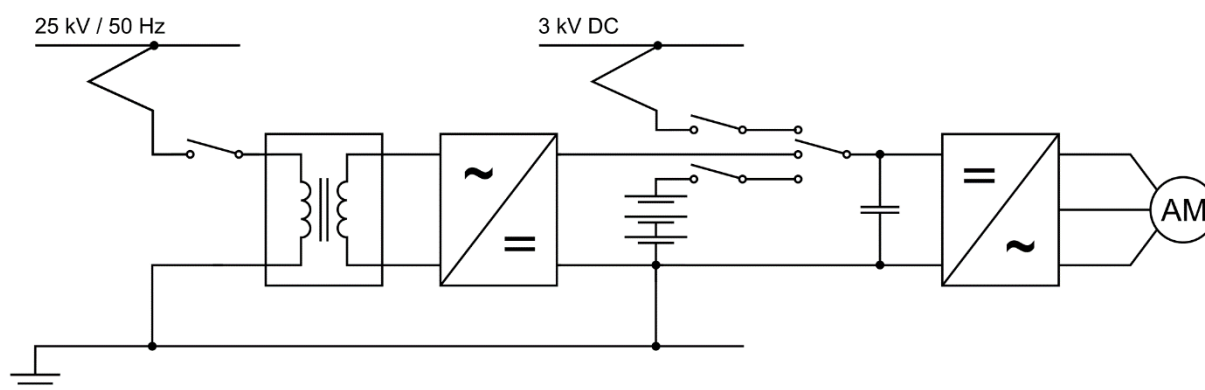 25 kV / 50 Hz
3 kV DC
~
=
=
~
AM